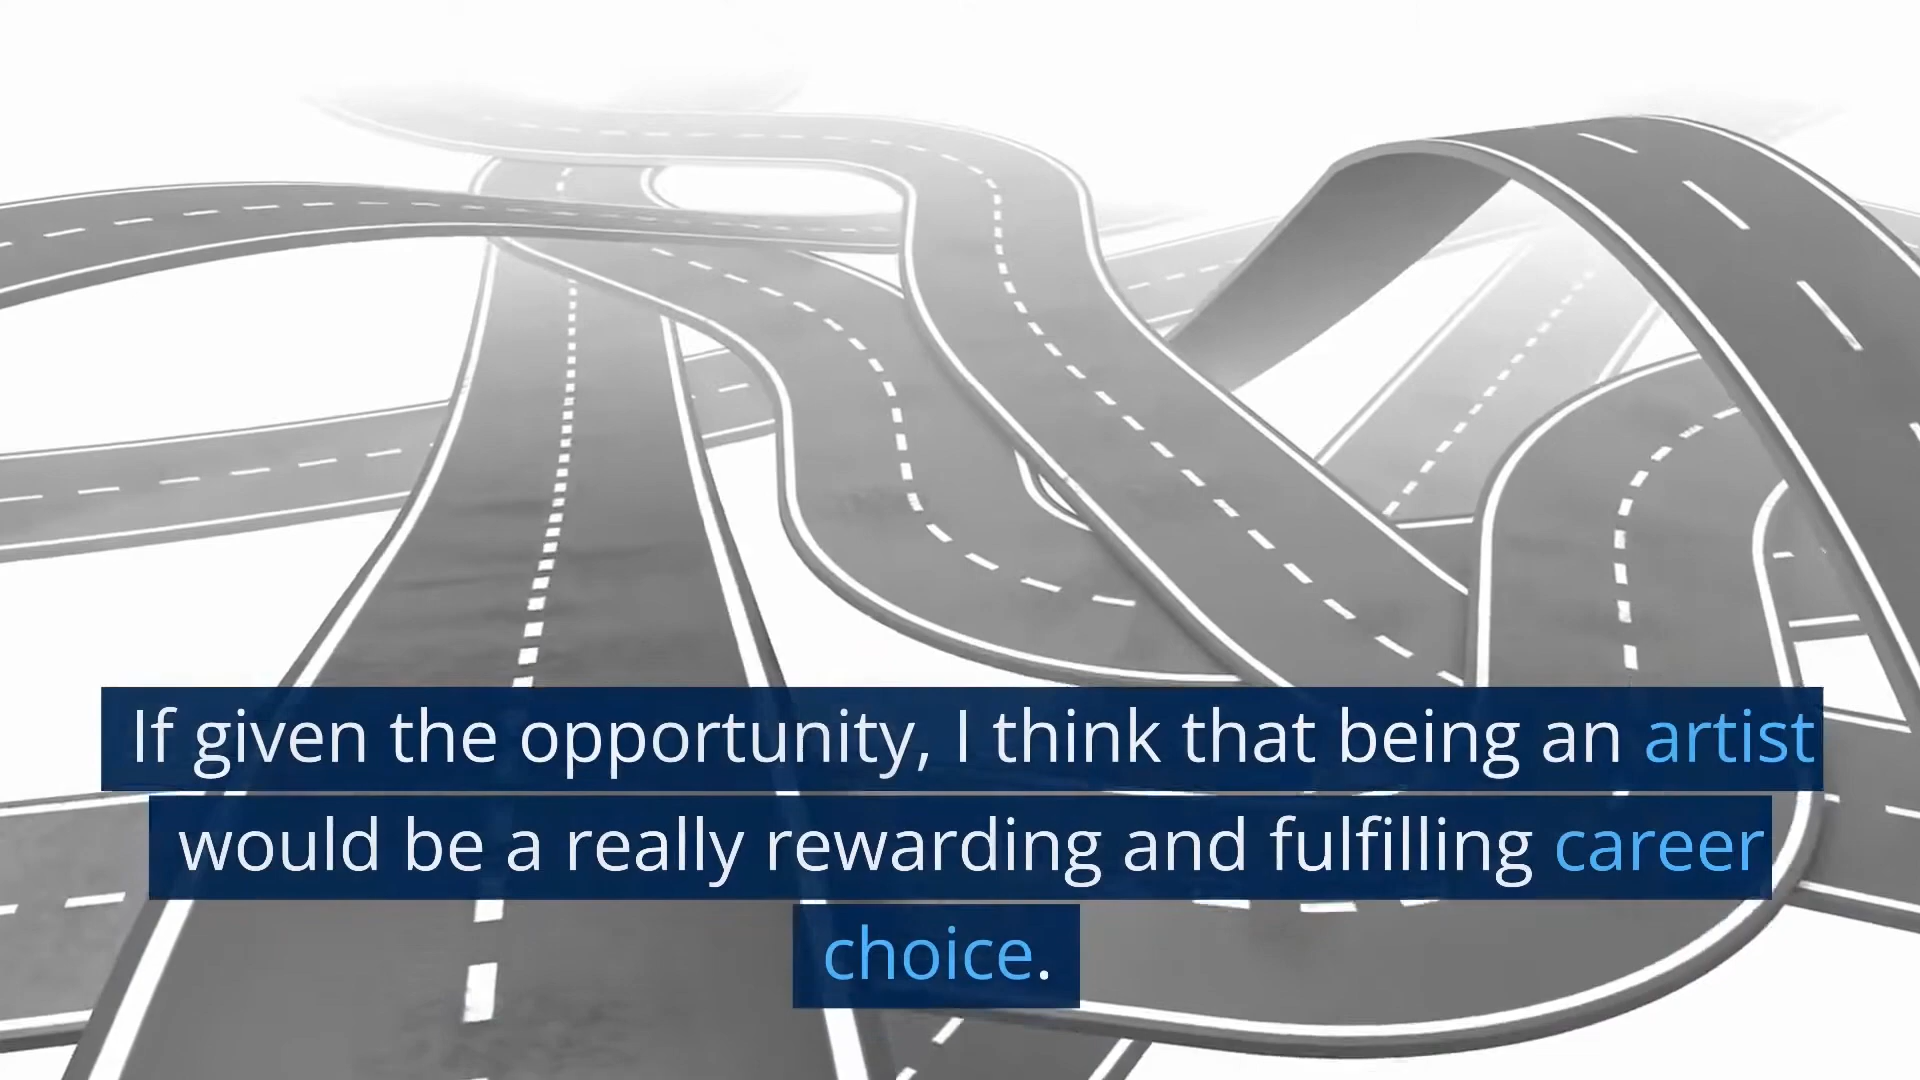 If given the opportunity, I think that being an artist
would be a really rewarding and fulfilling career
choice.